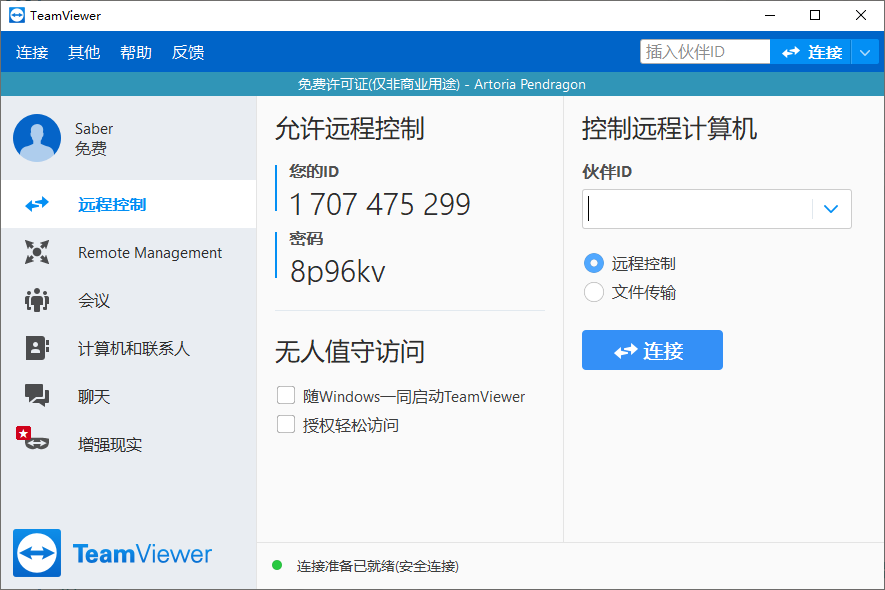 TeamViewer
连接 其他 帮助 反馈
插入伙伴ID
连接
免费许可证(仅非商业用途) - Artoria Pendragon
Saber
免费
远程控制
Remote Management
会议
计算机和联系人
聊天
增强现实
TeamViewer
允许远程控制
您的ID
1 707 475 299
密码
8p96kv
无人值守访问
随Windows一同启动TeamViewer
授权轻松访问
控制远程计算机
伙伴ID
远程控制
文件传输
连接
连接准备已就绪(安全连接)